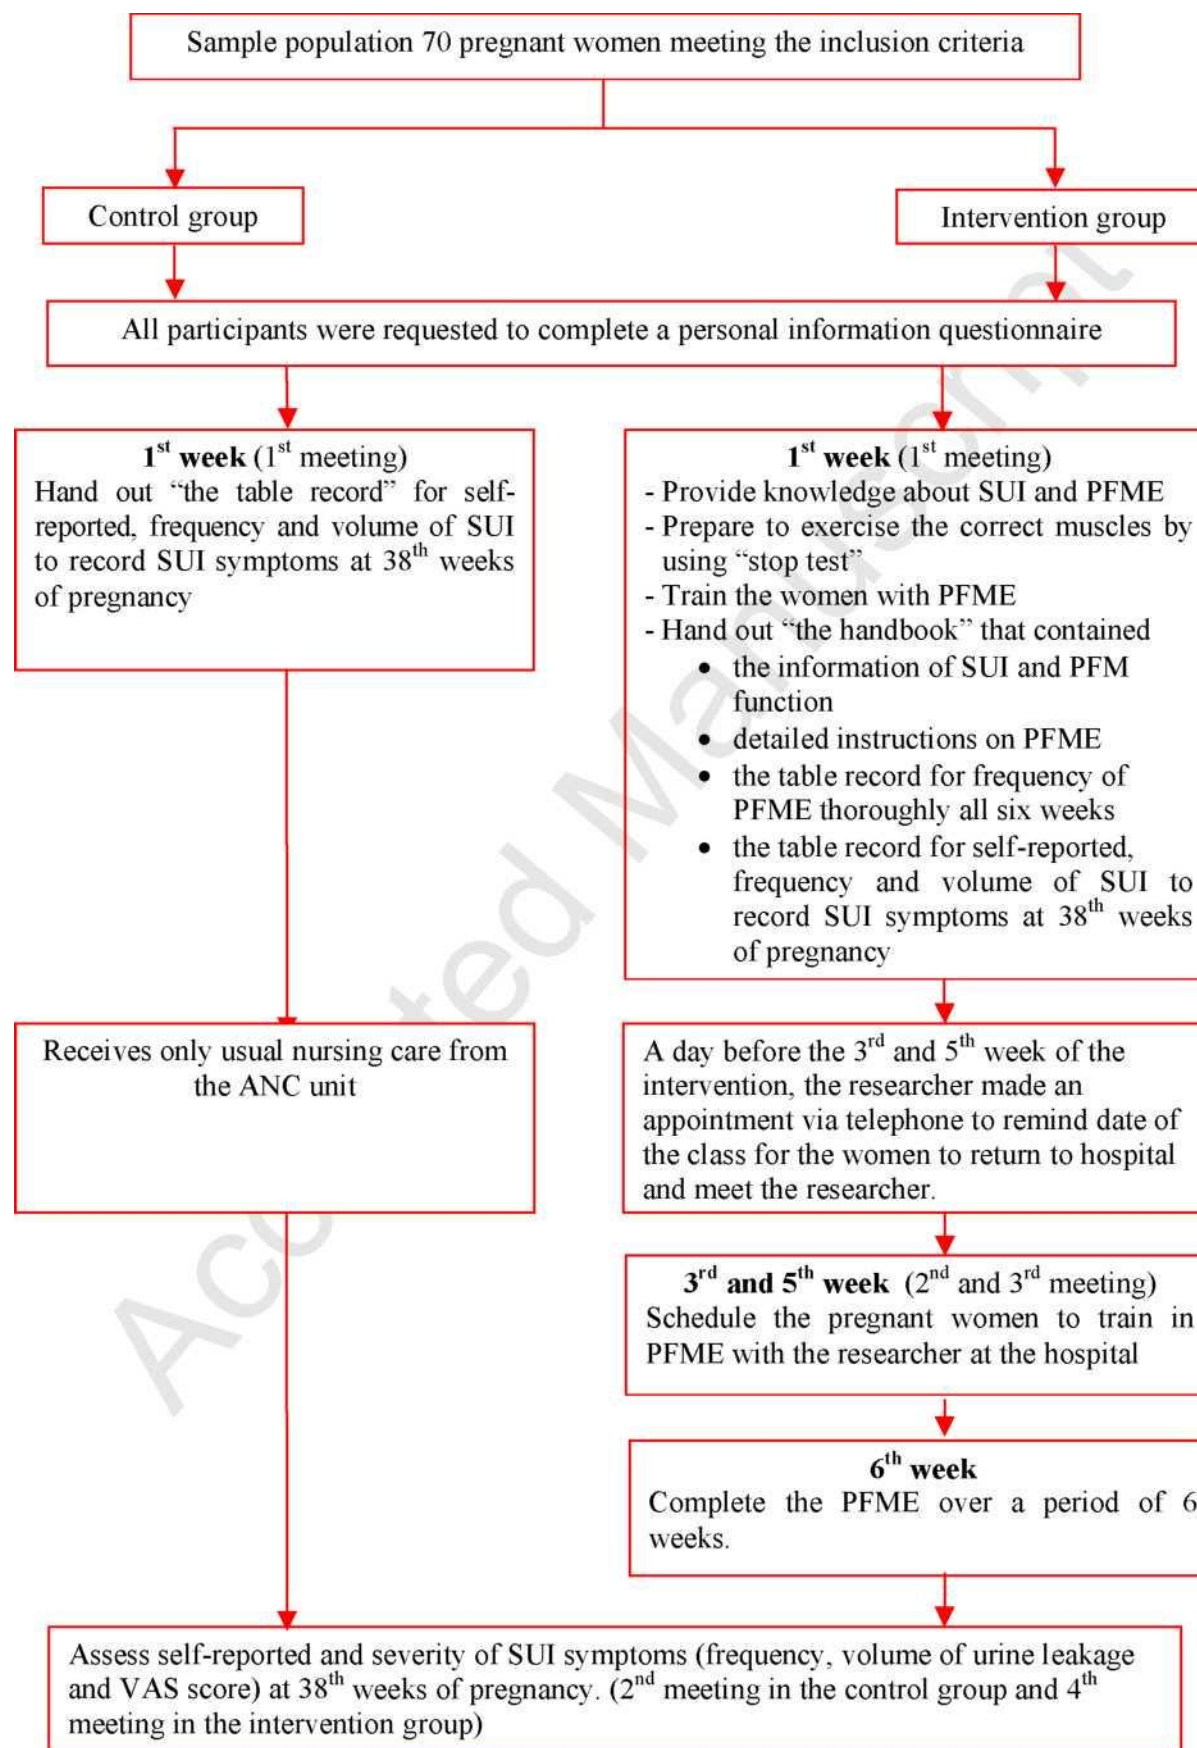 Sample population 70 pregnant women meeting the inclusion criteria
Control group
Intervention group
All participants were requested to complete a personal information questionnaire
1st week (1st meeting)
Hand out “the table record” for self-
reported, frequency and volume of SUI
to record SUI symptoms at 38th weeks
of pregnancy
1st week (1st meeting)
- Provide knowledge about SUI and PFME
- Prepare to exercise the correct muscles by
using “stop test”
- Train the women with PFME
- Hand out “the handbook” that contained
• the information of SUI and PFM
function
• detailed instructions on PFME
• the table record for frequency of
PFME thoroughly all six weeks
• the table record for self-reported,
frequency and volume of SUI to
record SUI symptoms at 38th weeks
of pregnancy
Receives only usual nursing care from
the ANC unit
A day before the 3rd and 5th week of the
intervention, the researcher made an
appointment via telephone to remind date of
the class for the women to return to hospital
and meet the researcher.
3rd and 5th week (2nd and 3rd meeting)
Schedule the pregnant women to train in
PFME with the researcher at the hospital
6th week
Complete the PFME over a period of 6
weeks.
Assess self-reported and severity of SUI symptoms (frequency, volume of urine leakage
and VAS score) at 38th weeks of pregnancy. (2nd meeting in the control group and 4th
meeting in the intervention group)
Accepted Manuscript